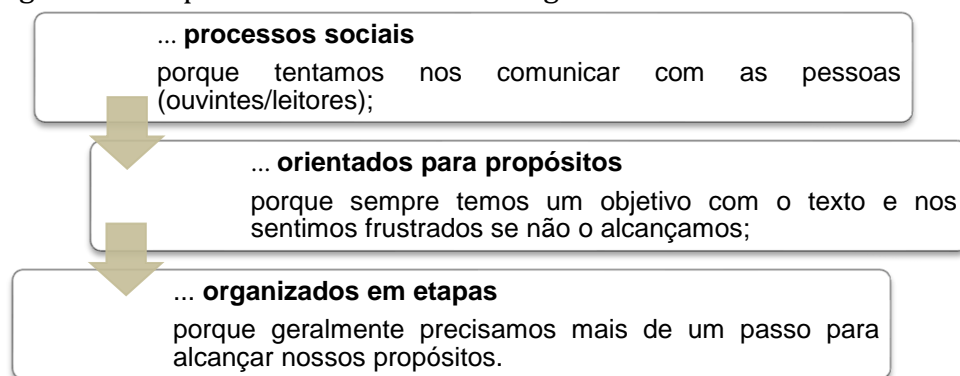 ... processos sociais
porque tentamos nos comunicar com as pessoas
(ouvintes/leitores);
... orientados para propósitos
porque sempre temos um objetivo com o texto e nos
sentimos frustrados se não o alcançamos;
... organizados em etapas
porque geralmente precisamos mais de um passo para
alcançar nossos propósitos.